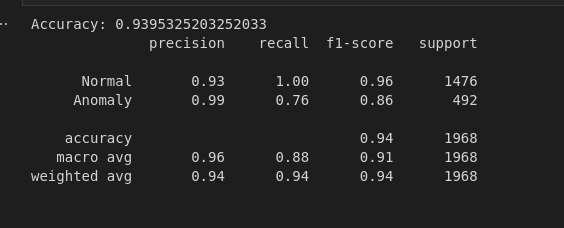 Accuracy: 0.9395325203252033
precision recall f1-score support
Normal 0.93 1.00 0.96 1476
Anomaly 0.99 0.76 0.86 492
accuracy 0.94 1968
macro avg 0.96 0.88 0.91 1968
weighted avg 0.94 0.94 0.94 1968